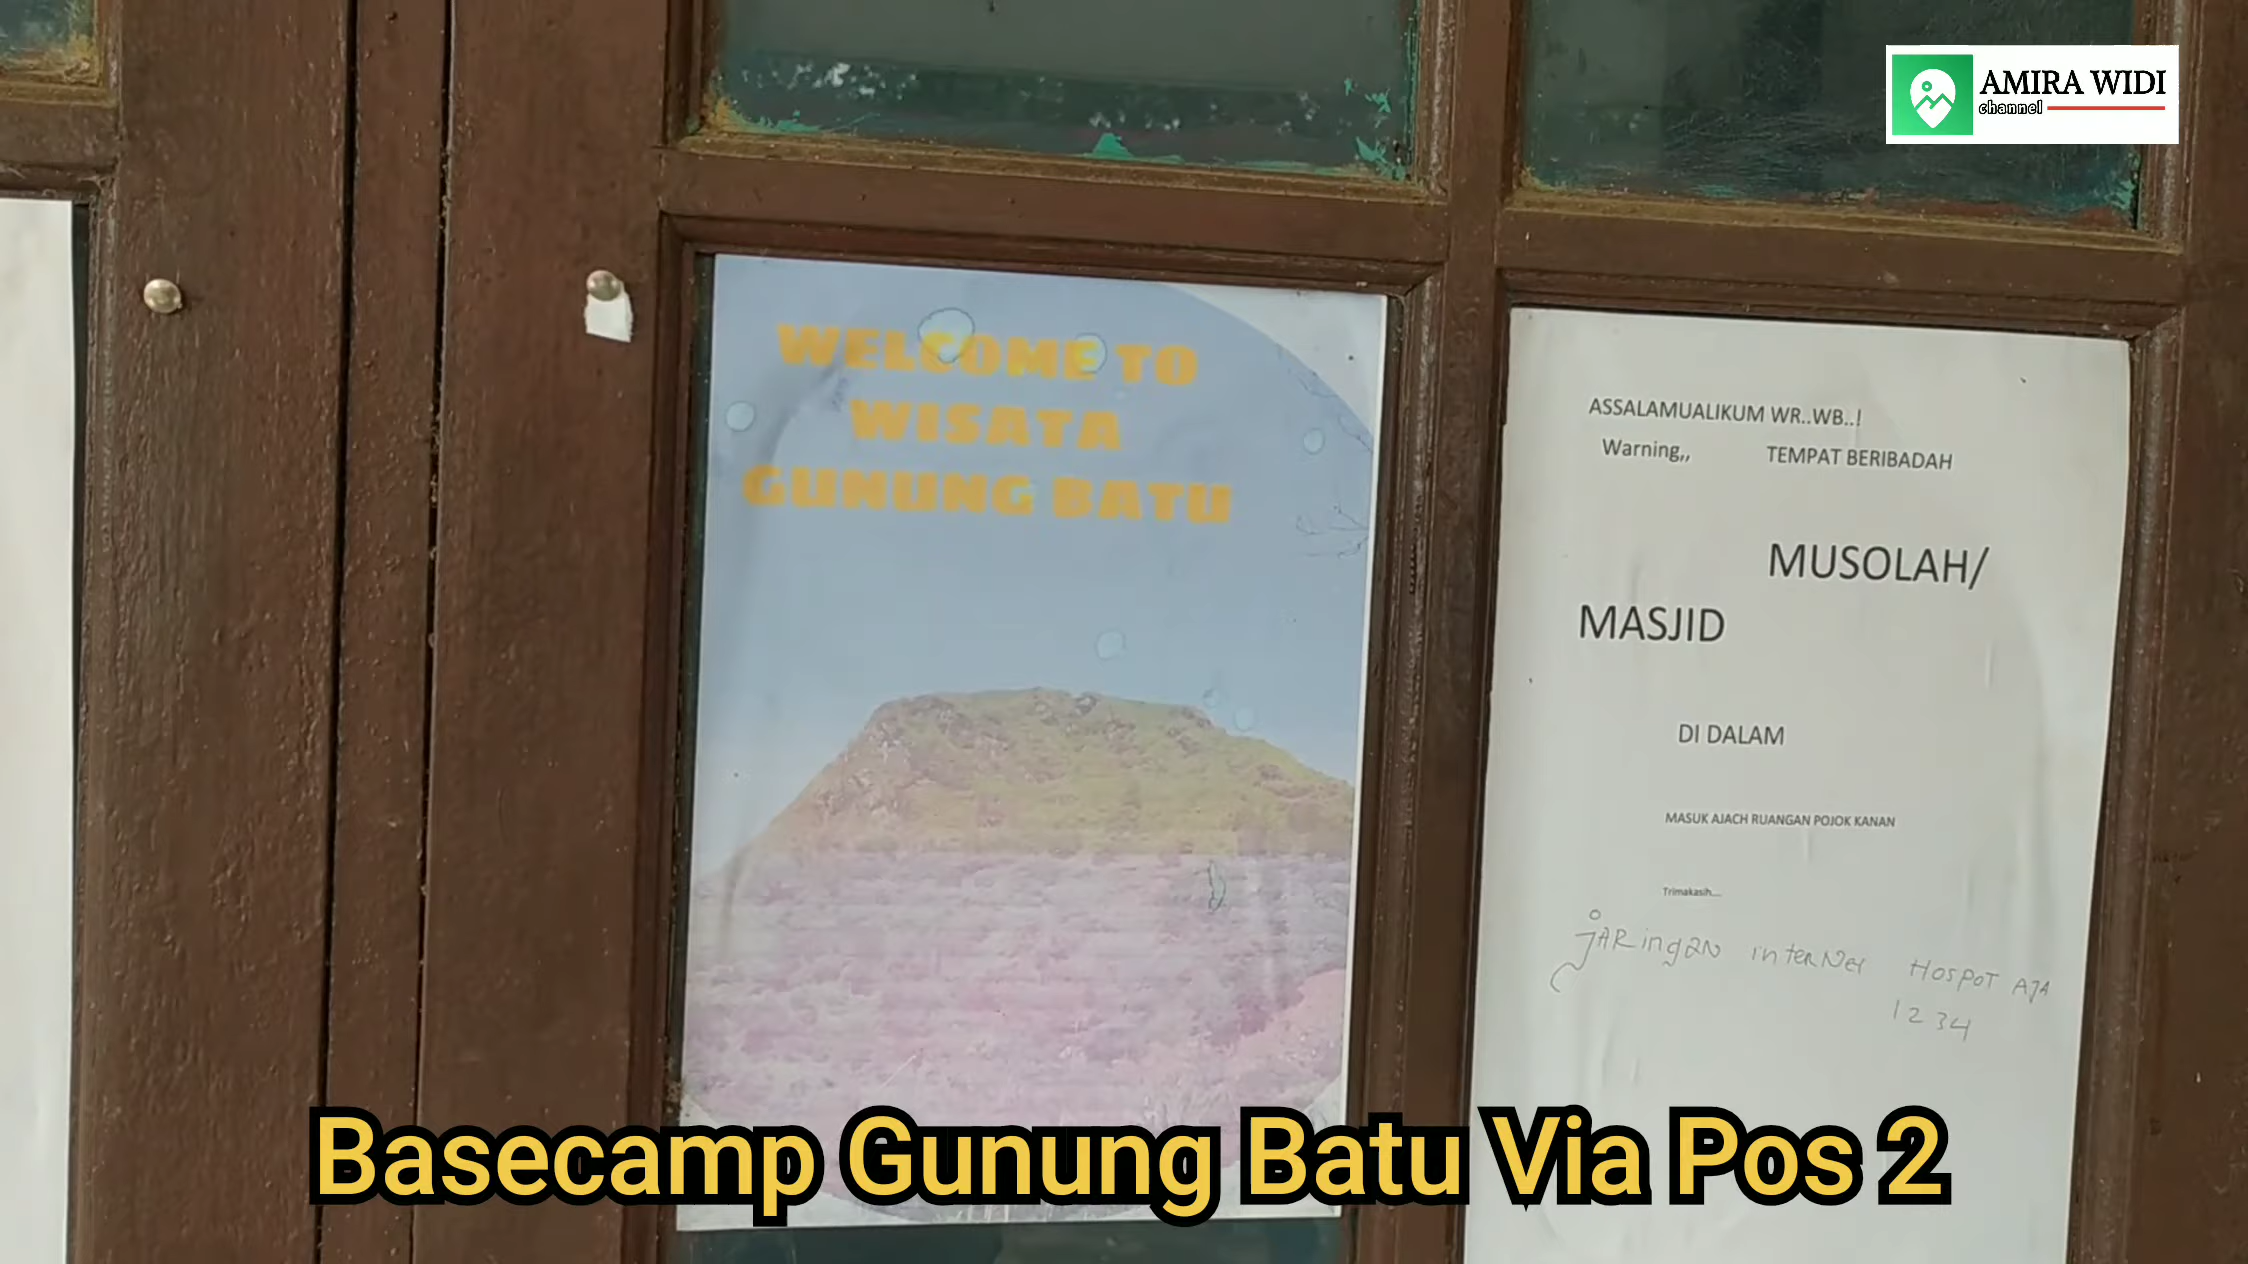 AMIRA WIDI
channel
WELCOME TO
WISATA
GUNUNG BATU
ASSALAMUALIKUM WR..WB..!
Warning,, TEMPAT BERIBADAH
MUSOLAH/
MASJID
DI DALAM
MASUK AJACH RUANGAN POJOK KANAN
Trimakasih...
JARingan interNet HOSPOT AJA
1234
Basecamp Gunung Batu Via Pos 2